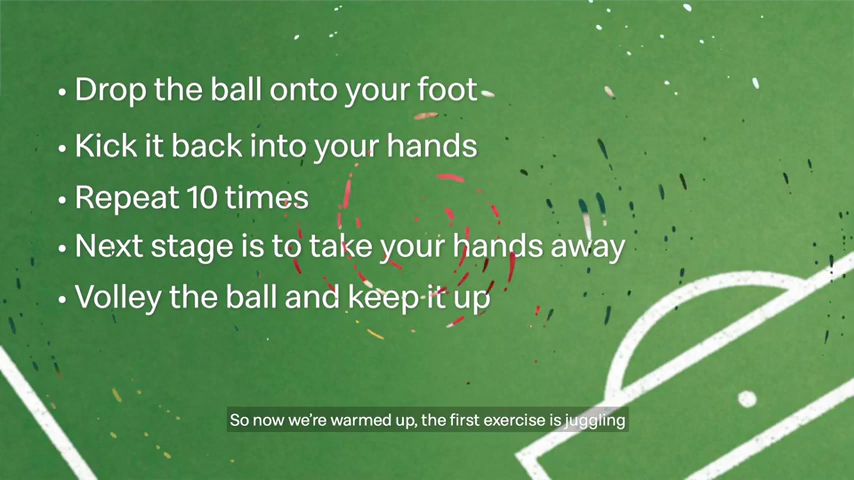 • Drop the ball onto your foot
• Kick it back into your hands
• Repeat 10 times
• Next stage is to take your hands away
• Volley the ball and keep it up
So now we're warmed up, the first exercise is juggling